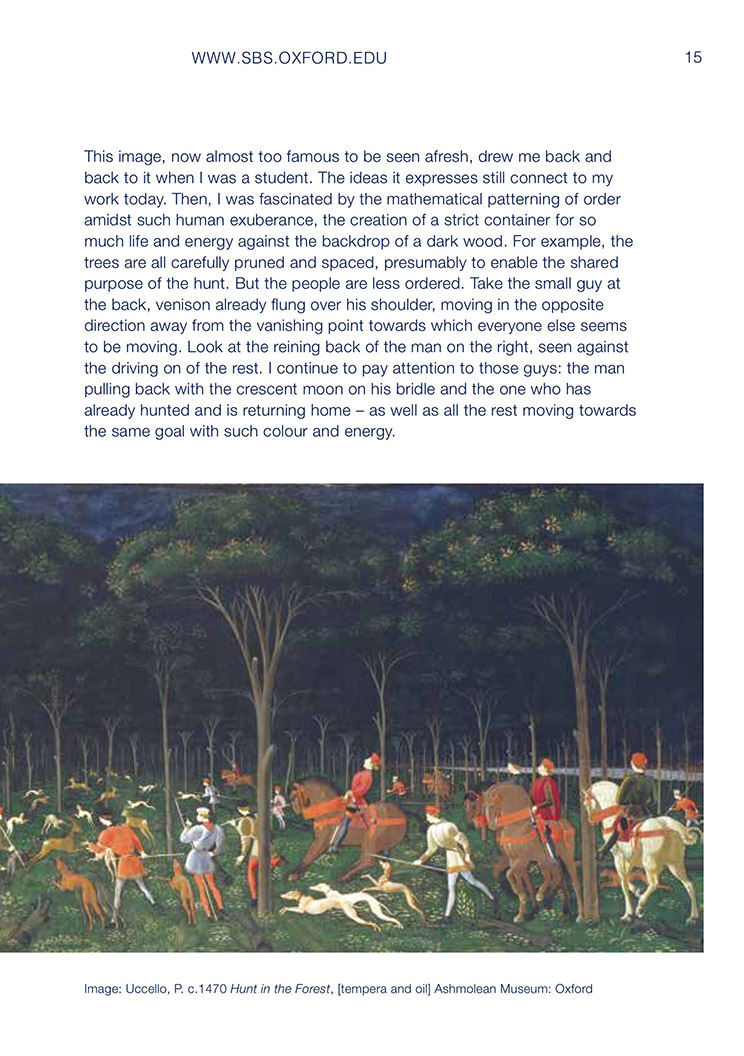 WWW.SBS.OXFORD.EDU 15
This image, now almost too famous to be seen afresh, drew me back and
back to it when I was a student. The ideas it expresses still connect to my
work today. Then, I was fascinated by the mathematical patterning of order
amidst such human exuberance, the creation of a strict container for so
much life and energy against the backdrop of a dark wood. For example, the
trees are all carefully pruned and spaced, presumably to enable the shared
purpose of the hunt. But the people are less ordered. Take the small guy at
the back, venison already flung over his shoulder, moving in the opposite
direction away from the vanishing point towards which everyone else seems
to be moving. Look at the reining back of the man on the right, seen against
the driving on of the rest. I continue to pay attention to those guys: the man
pulling back with the crescent moon on his bridle and the one who has
already hunted and is returning home – as well as all the rest moving towards
the same goal with such colour and energy.
Image: Uccello, P. c.1470 Hunt in the Forest, [tempera and oil] Ashmolean Museum: Oxford